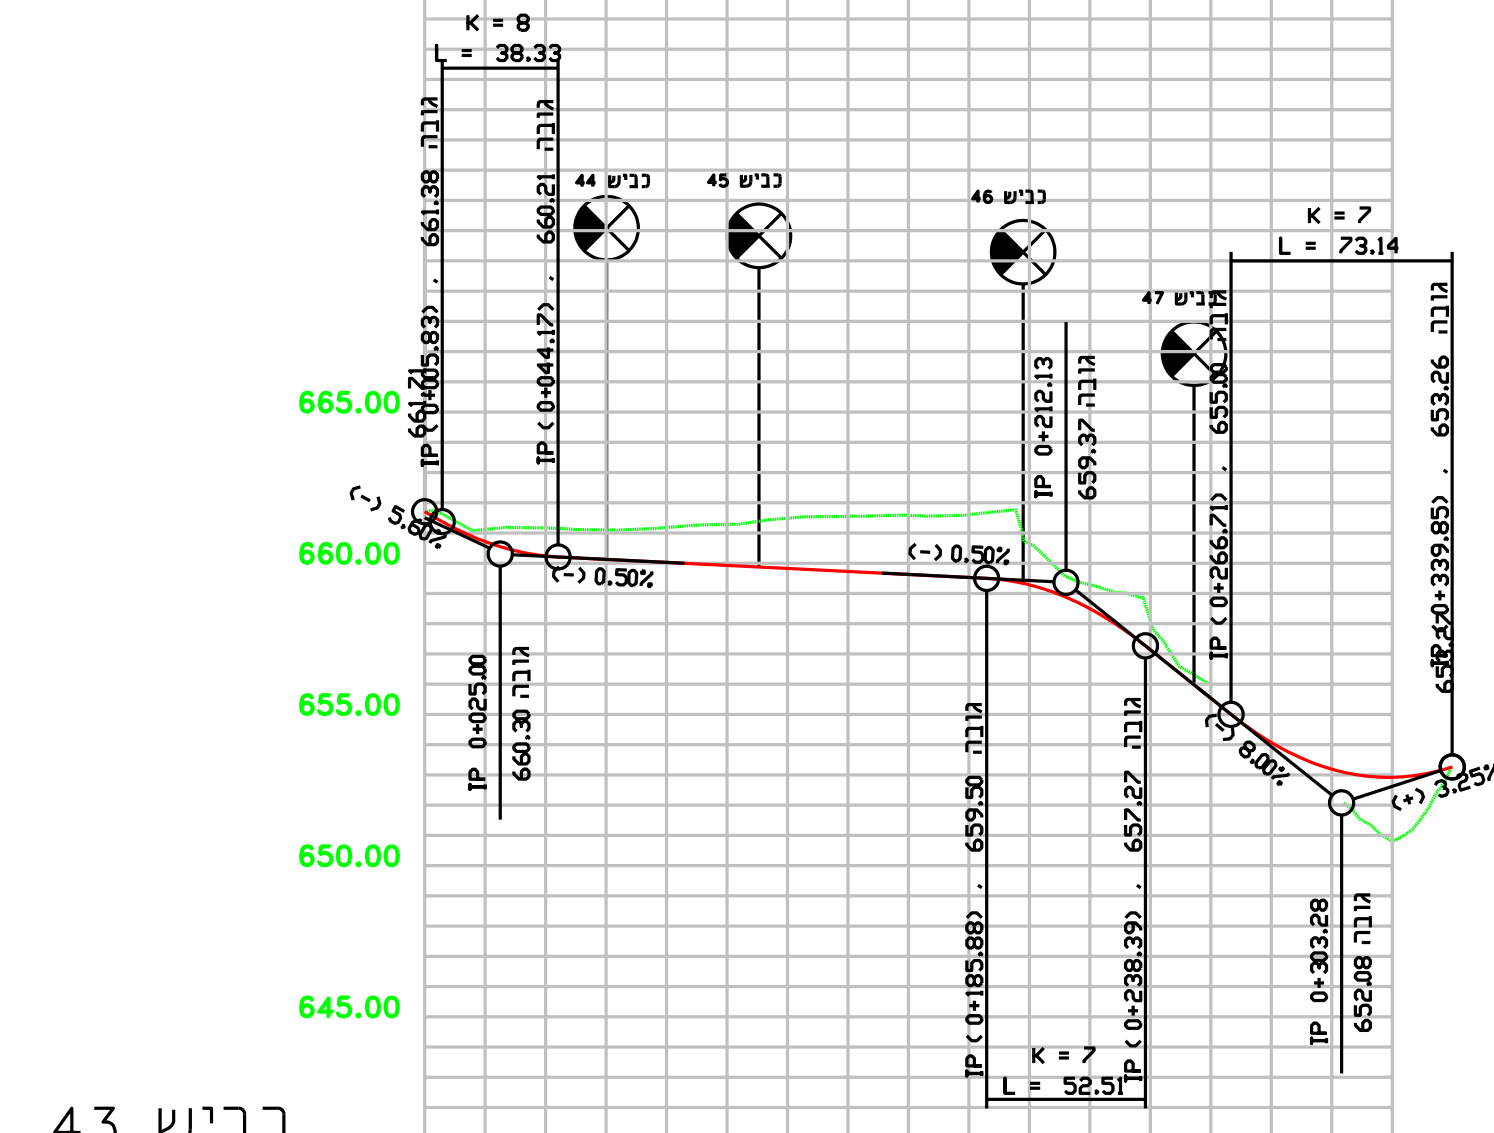 K = 8
L = 38.33
IP ( 0+005.83) . 661.38 גובה
661.21
IP ( 0+044.17) . 660.21 גובה
כביש 44
כביש 45
כביש 46
כביש 47
K = 7
L = 73.14
IP ( 0+266.71) . 655.00 גובה
IP ( 0+339.85) . 653.26 גובה
IP 0+212.13
659.37 גובה
665.00
660.00
655.00
650.00
645.00
(-) 5.60%
(-) 0.50%
(-) 0.50%
(-) 8.00%
(+) 3.25%
IP 0+025.00
660.30 גובה
IP ( 0+185.88) . 659.50 גובה
IP ( 0+238.39) . 657.27 גובה
IP 0+303.28
652.08 גובה
K = 7
L = 52.51
כביש 43